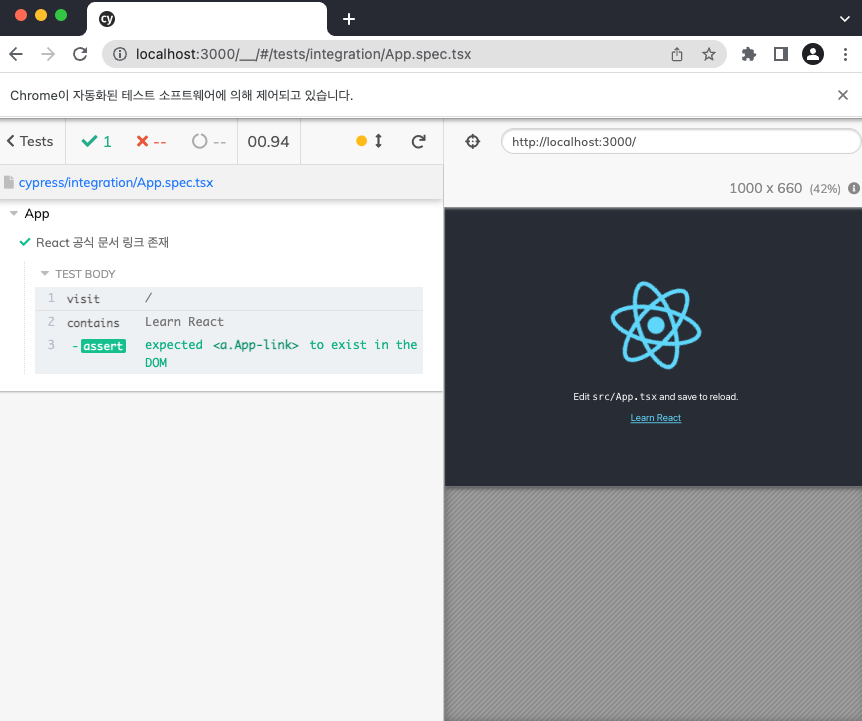 cy
localhost:3000/__/#/tests/integration/App.spec.tsx
Chrome이 자동화된 테스트 소프트웨어에 의해 제어되고 있습니다.
Tests
1
--
--
00.94
http://localhost:3000/
1000 x 660 (42%)
cypress/integration/App.spec.tsx
App
React 공식 문서 링크 존재
TEST BODY
1 visit /
2 contains Learn React
3 -assert expected <a.App-link> to exist in the
DOM
Edit src/App.tsx and save to reload.
Learn React